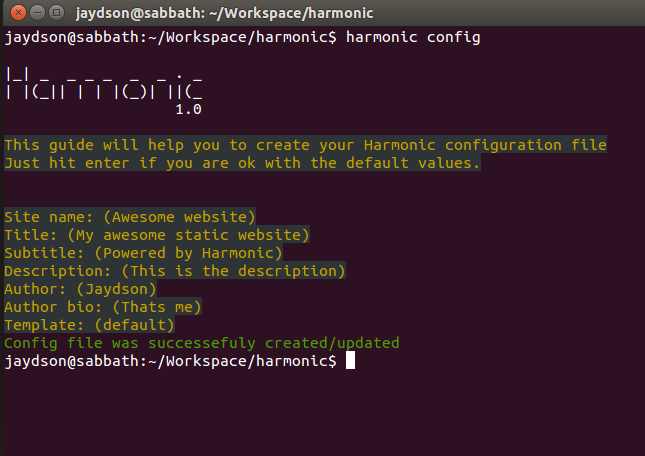 jaydson@sabbath: ~/Workspace/harmonic
jaydson@sabbath:~/Workspace/harmonic$ harmonic config
|_| _  _ _ _  _  _ . _
| |(_|| | | |(_)| ||(_
1.0
This guide will help you to create your Harmonic configuration file
Just hit enter if you are ok with the default values.
Site name: (Awesome website)
Title: (My awesome static website)
Subtitle: (Powered by Harmonic)
Description: (This is the description)
Author: (Jaydson)
Author bio: (Thats me)
Template: (default)
Config file was successefuly created/updated
jaydson@sabbath:~/Workspace/harmonic$